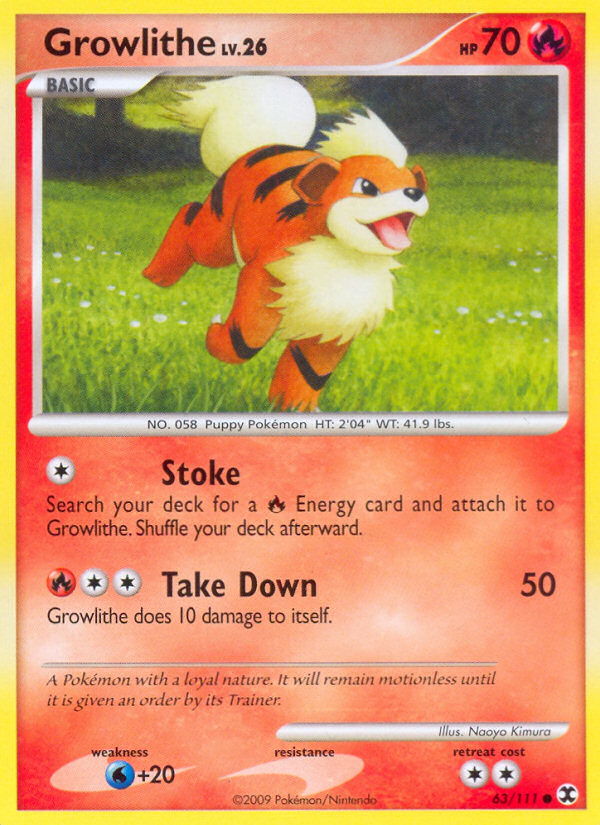 Growlithe LV.26 HP 70
BASIC
NO. 058 Puppy Pokémon HT: 2'04" WT: 41.9 lbs.
Stoke
Search your deck for a Energy card and attach it to
Growlithe. Shuffle your deck afterward.
Take Down 50
Growlithe does 10 damage to itself.
A Pokémon with a loyal nature. It will remain motionless until
it is given an order by its Trainer.
Illus. Naoyo Kimura
weakness resistance retreat cost
+20
©2009 Pokémon/Nintendo 63/111